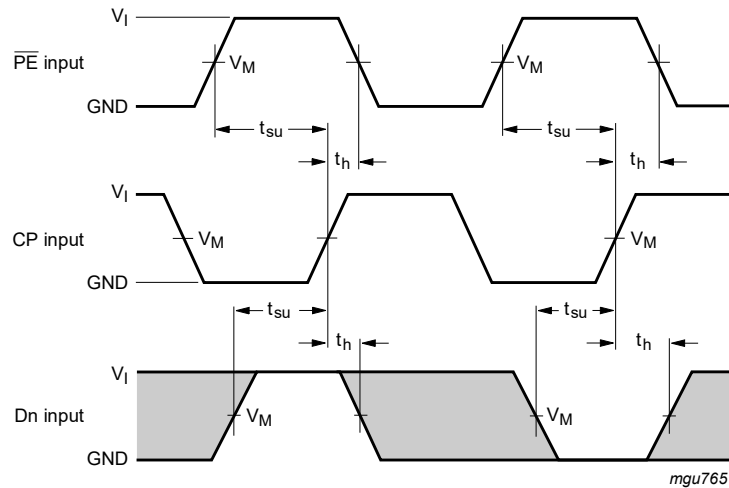 V_I
PE̅ input
V_M V_M
GND
t_su t_su
t_h t_h
V_I
CP input
V_M V_M
GND
t_su t_su
t_h t_h
V_I
Dn input
V_M V_M
GND
mgu765